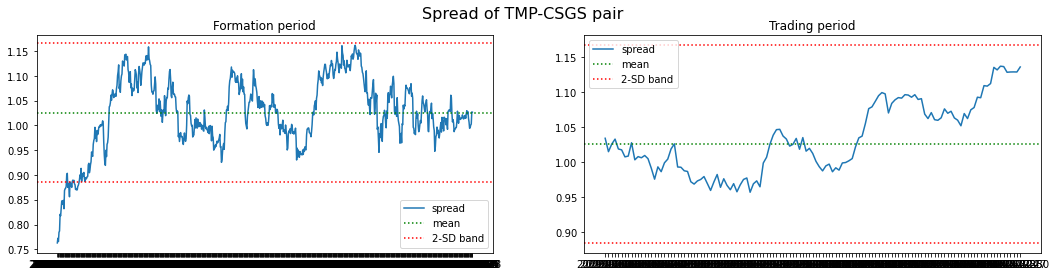 Spread of TMP-CSGS pair
Formation period
1.15
1.10
1.05
1.00
0.95
0.90
0.85
0.80
0.75
spread
mean
2-SD band
Trading period
1.15
1.10
1.05
1.00
0.95
0.90
spread
mean
2-SD band